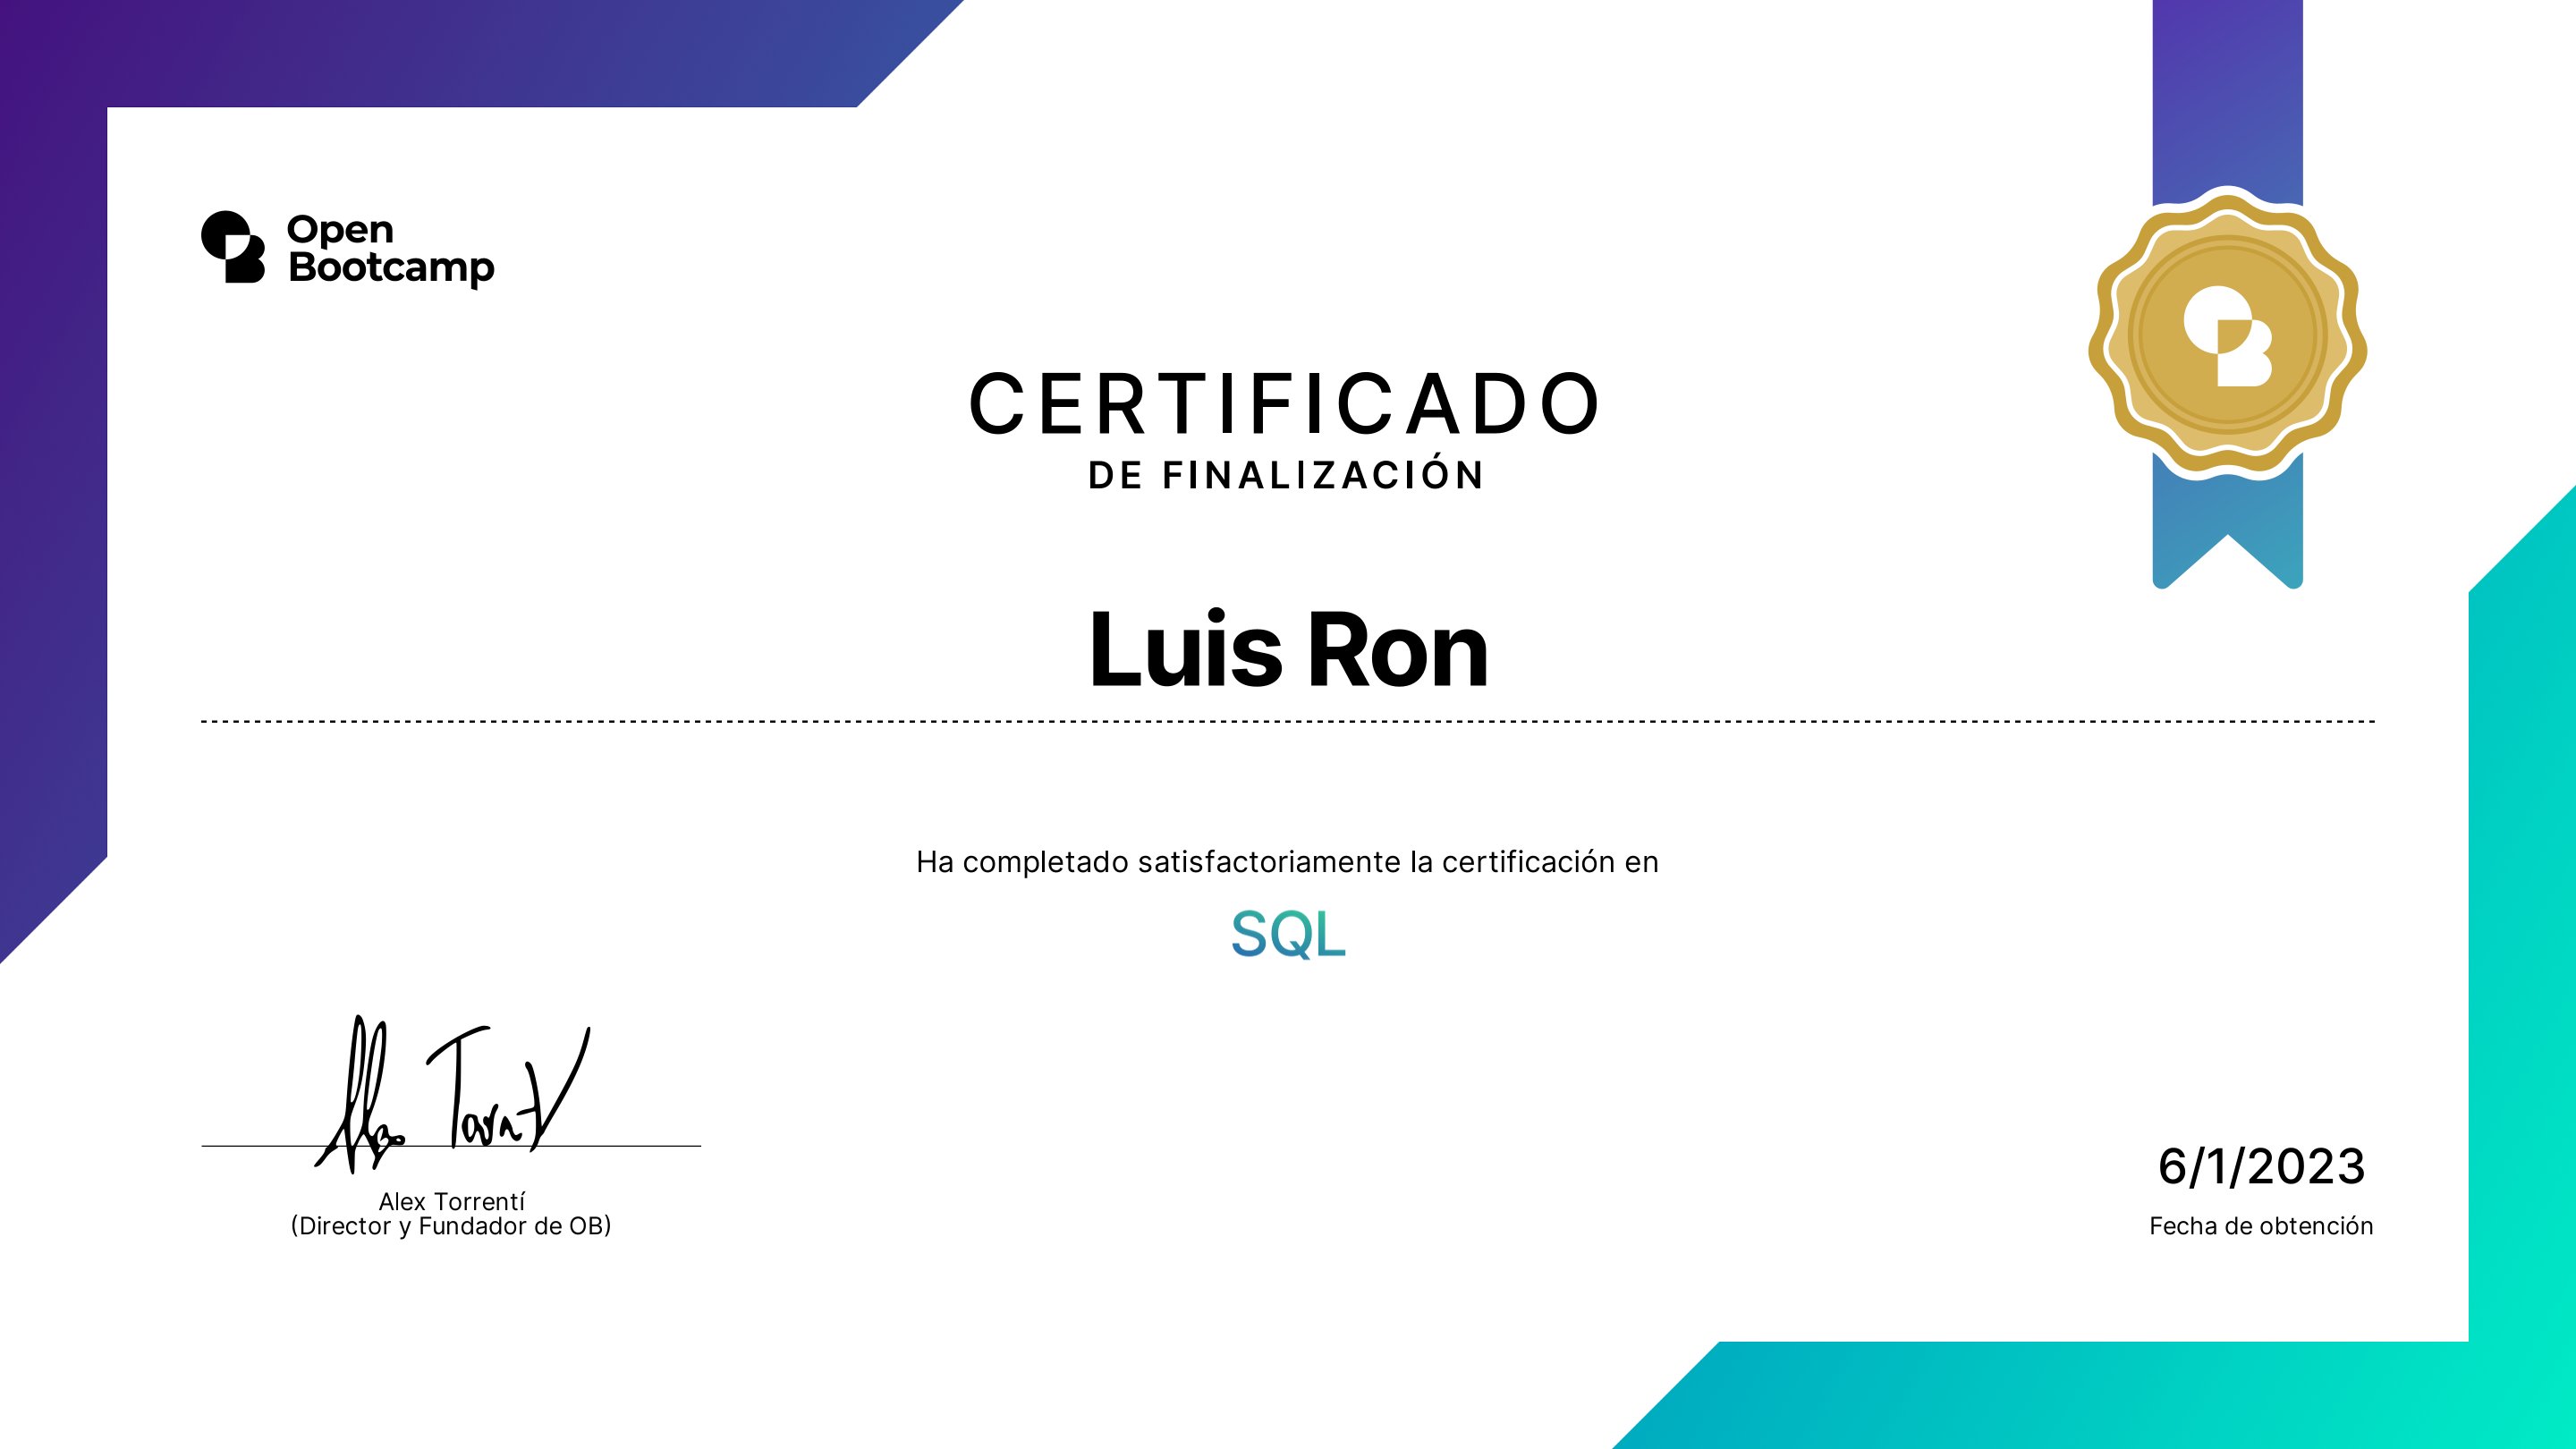 Open
Bootcamp
CERTIFICADO
DE FINALIZACIÓN
Luis Ron
Ha completado satisfactoriamente la certificación en
SQL
Alex Torrentí
(Director y Fundador de OB)
6/1/2023
Fecha de obtención